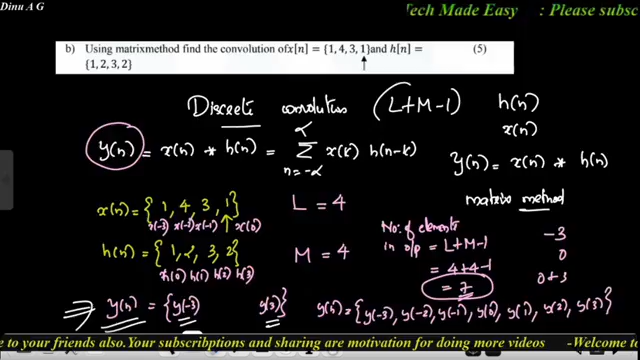 Dinu A G
Tech Made Easy : Please subsc
b) Using matrixmethod find the convolution of x[n] = {1, 4, 3, 1} and h[n] = (5)
{1, 2, 3, 2}
↑
Discrete convolution (L+M-1)
h(n)
x(n)
y(n) = x(n) * h(n) = ∑ x(k) h(n-k)
α
n=-α
y(n) = x(n) * h(n)
matrix method
x(n) = {1, 4, 3, 1} L = 4
↑
x(-3) x(-2) x(-1) x(0)
h(n) = {1, 2, 3, 2} M = 4
h(0) h(1) h(2) h(3)
No: of elements
in o/p = L+M-1
= 4+4-1
= 7
-3
0
0+3
⇒ y(n) = {y(-3) y(3)}
y(n) = {y(-3), y(-2), y(-1), y(0), y(1), y(2), y(3)}
e to your friends also.Your subscribptions and sharing are motivation for doing more videos -Welcome to